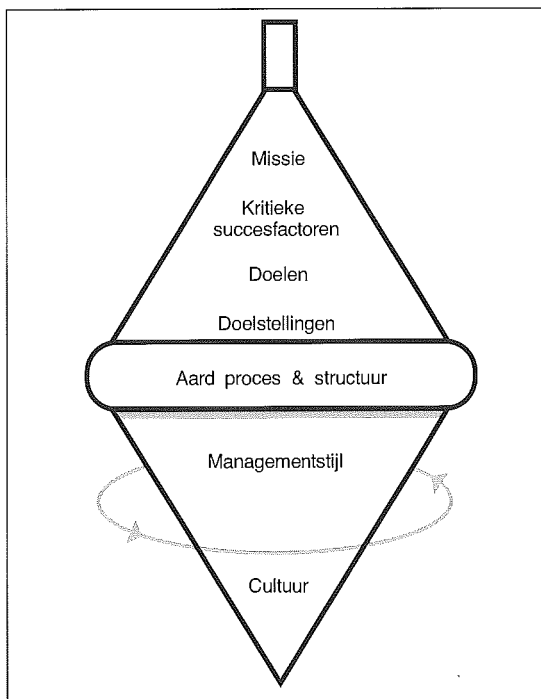 Missie
Kritieke
succesfactoren
Doelen
Doelstellingen
Aard proces & structuur
Managementstijl
Cultuur